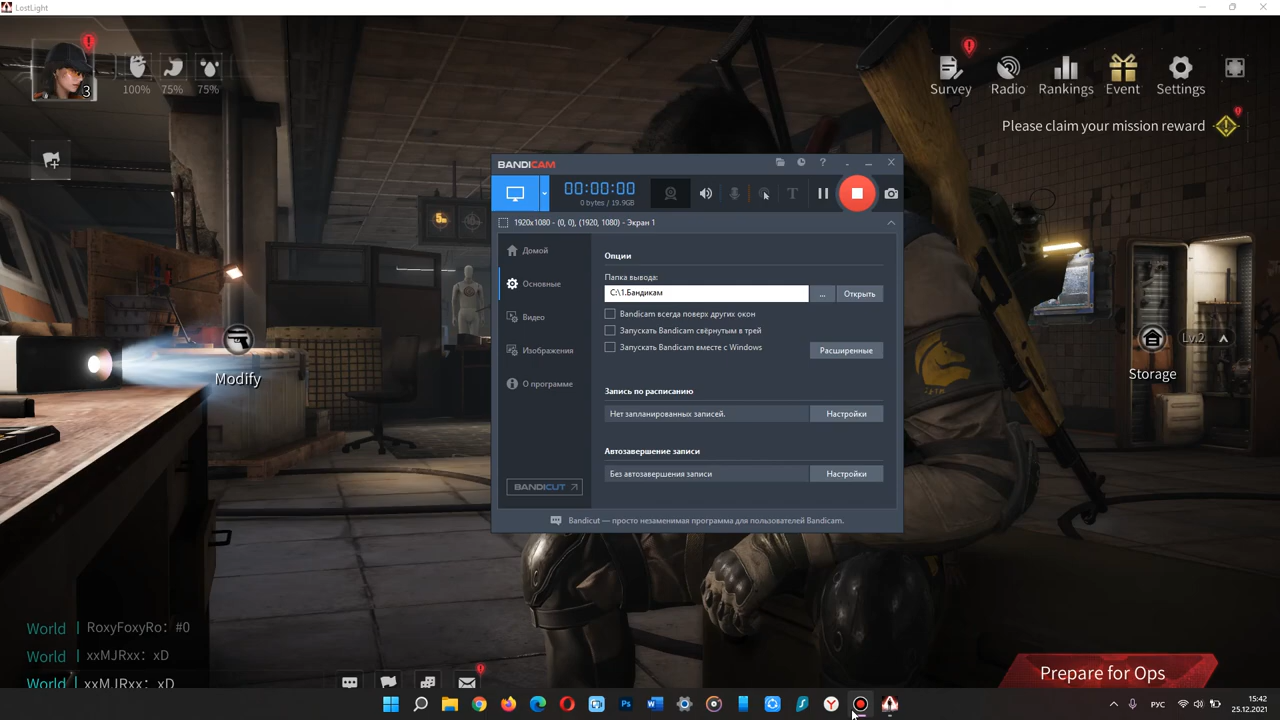 LostLight
3
100%
75%
75%
Survey
Radio
Rankings
Event
Settings
Please claim your mission reward
BANDICAM
00:00:00
0 bytes / 19.9GB
T
1920x1080 - (0, 0), (1920, 1080) - Экран 1
Домой
Основные
Видео
Изображения
О программе
BANDICUT
Опции
Папка вывода:
C:\1.Бандикам
...
Открыть
Bandicam всегда поверх других окон
Запускать Bandicam свёрнутым в трей
Запускать Bandicam вместе с Windows
Расширенные
Запись по расписанию
Нет запланированных записей.
Настройки
Автозавершение записи
Без автозавершения записи
Настройки
Bandicut — просто незаменимая программа для пользователей Bandicam.
Modify
Lv.2
Storage
World | RoxyFoxyRo: #0
World | xxMJRxx: xD
World | xxMJRxx: xD
Prepare for Ops
РУС
15:42
25.12.2021